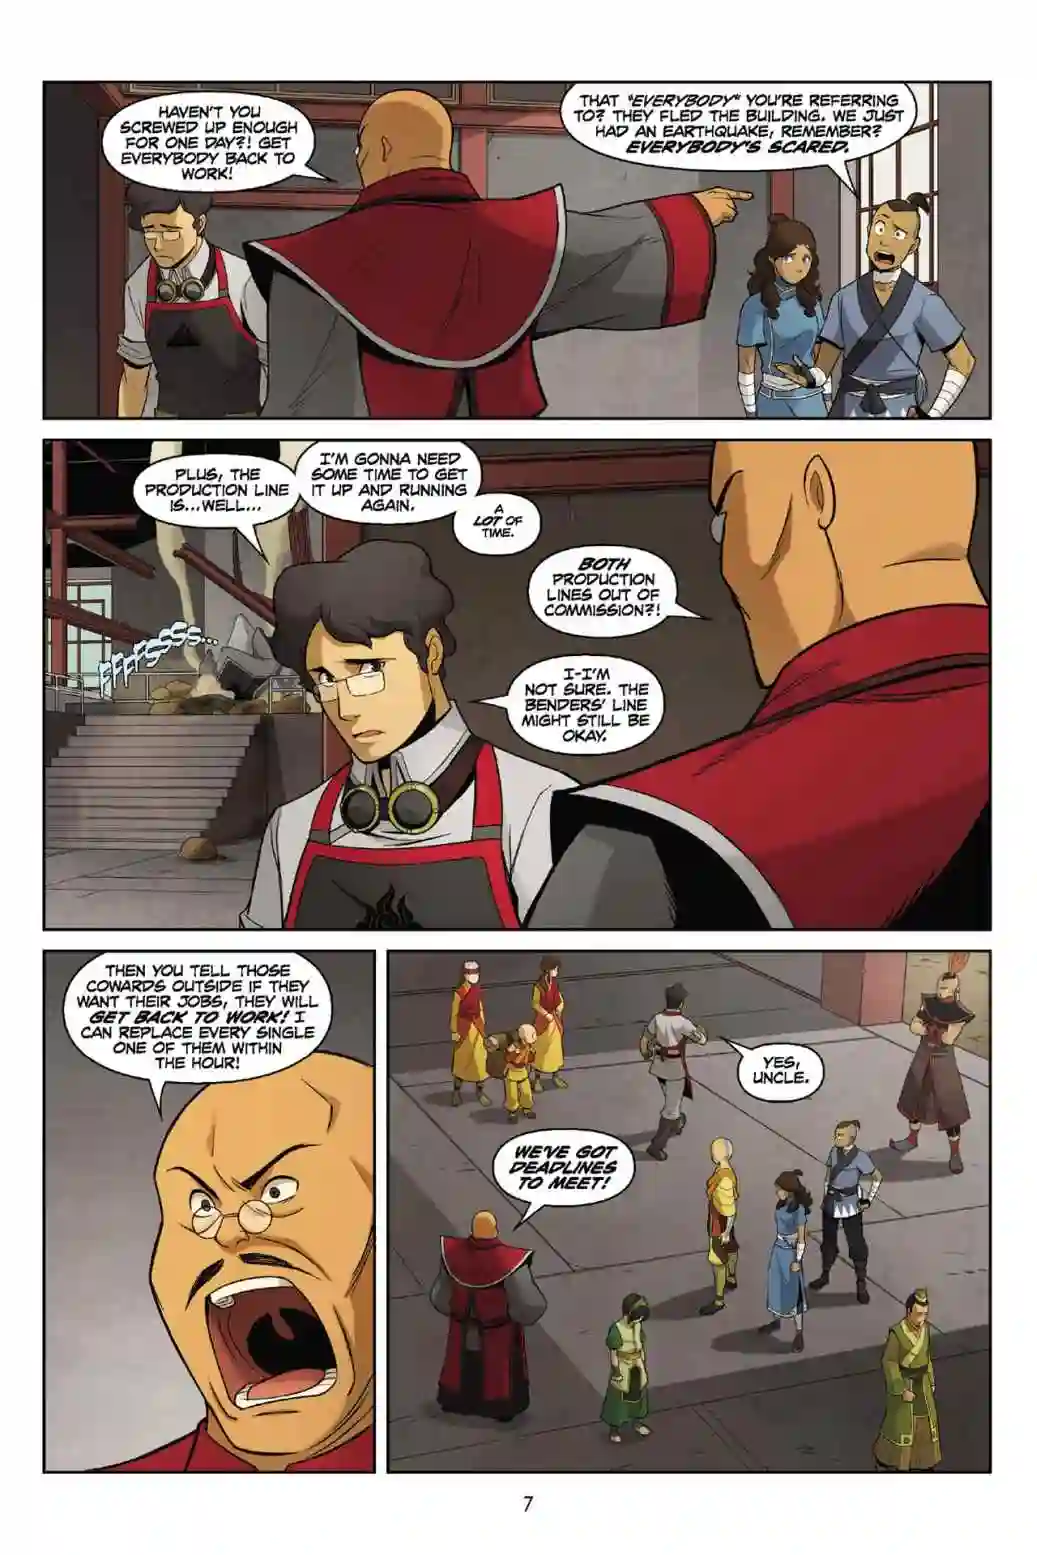 HAVEN'T YOU
SCREWED UP ENOUGH
FOR ONE DAY?! GET
EVERYBODY BACK TO
WORK!
THAT "EVERYBODY" YOU'RE REFERRING
TO? THEY FLED THE BUILDING. WE JUST
HAD AN EARTHQUAKE, REMEMBER?
EVERYBODY'S SCARED.
PLUS, THE
PRODUCTION LINE
IS...WELL...
I'M GONNA NEED
SOME TIME TO GET
IT UP AND RUNNING
AGAIN.
A
LOT OF
TIME.
BOTH
PRODUCTION
LINES OUT OF
COMMISSION?!
FFFFSSSS...
I-I'M
NOT SURE. THE
BENDERS' LINE
MIGHT STILL BE
OKAY.
THEN YOU TELL THOSE
COWARDS OUTSIDE IF THEY
WANT THEIR JOBS, THEY WILL
GET BACK TO WORK! I
CAN REPLACE EVERY SINGLE
ONE OF THEM WITHIN
THE HOUR!
YES,
UNCLE.
WE'VE GOT
DEADLINES
TO MEET!
7